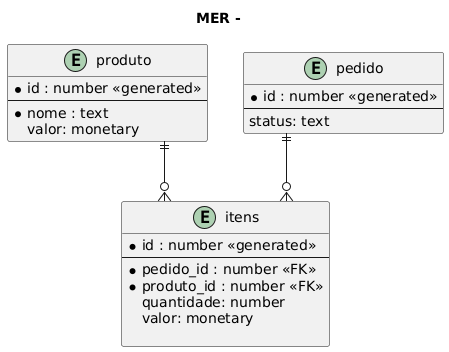 MER -
E produto
id : number «generated»
nome : text
valor: monetary
E pedido
id : number «generated»
status: text
E itens
id : number «generated»
pedido_id : number «FK»
produto_id : number «FK»
quantidade: number
valor: monetary